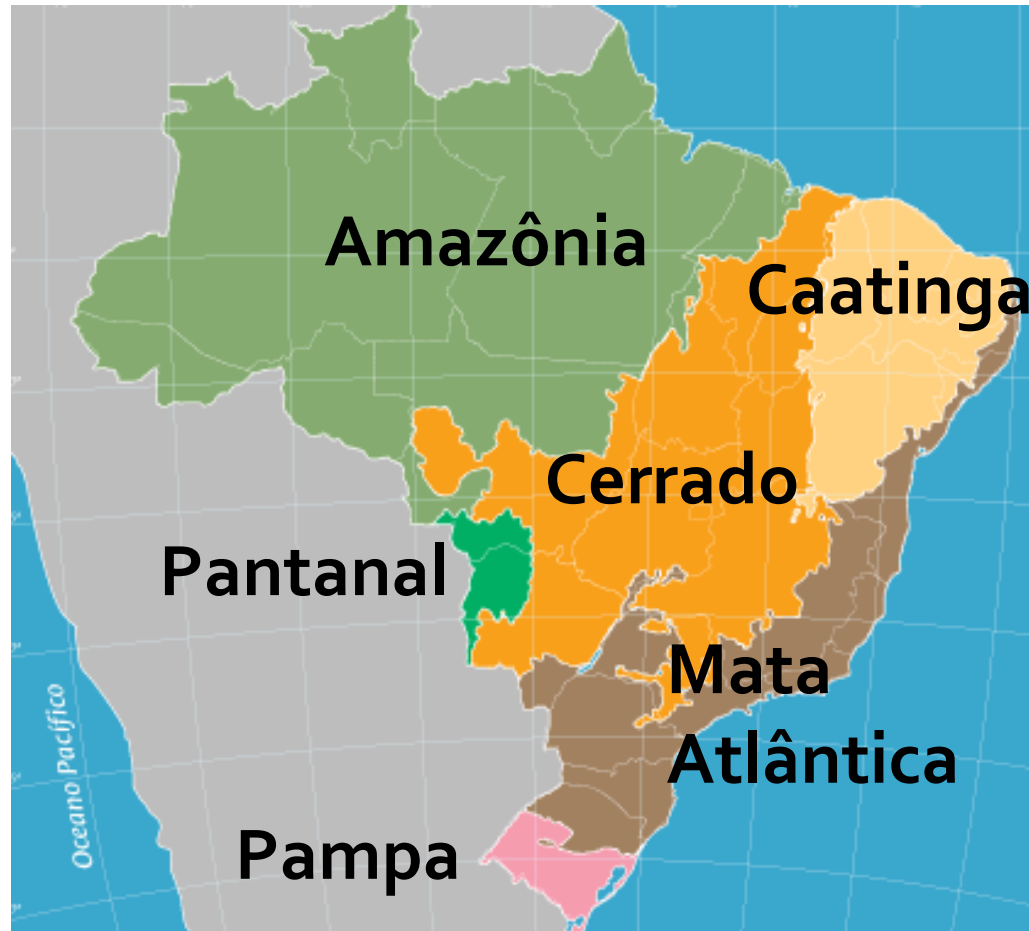 Amazônia
Caatinga
Cerrado
Pantanal
Mata
Atlântica
Oceano Pacífico
Pampa